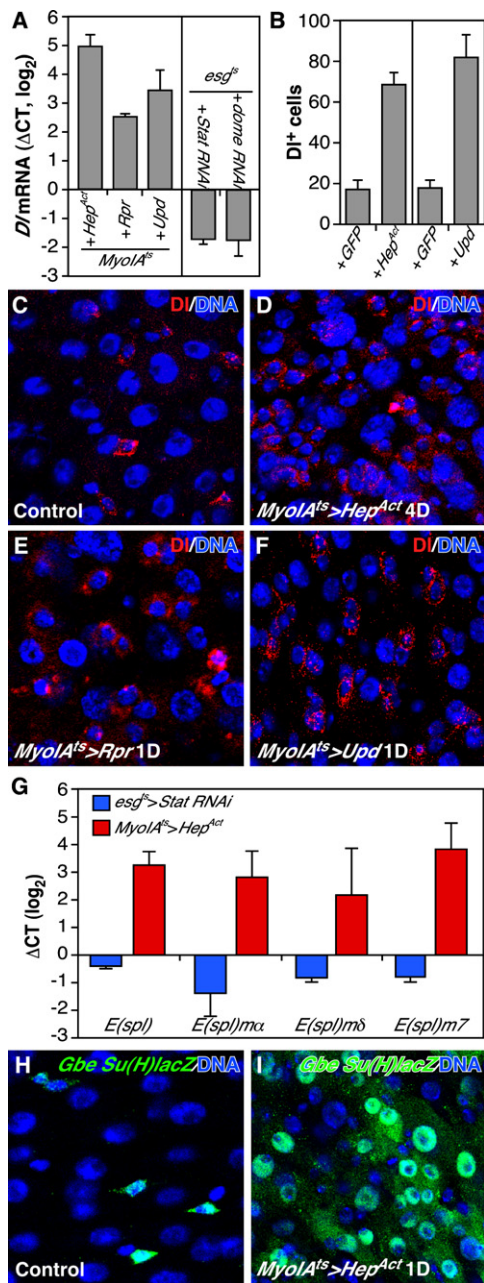 A
Dl mRNA (ΔCT, log2)
6
5
4
3
2
1
0
-1
-2
-3
+HepAct
+Rpr
+Upd
MyoIAts
esgts
+Stat RNAi
+dome RNAi
B
Dl+ cells
100
80
60
40
20
0
+GFP
+HepAct
+GFP
+Upd
C
Dl/DNA
Control
D
Dl/DNA
MyoIAts>HepAct 4D
E
Dl/DNA
MyoIAts>Rpr 1D
F
Dl/DNA
MyoIAts>Upd 1D
G
esgts>Stat RNAi
MyoIAts>HepAct
ΔCT (log2)
6
5
4
3
2
1
0
-1
-2
-3
E(spl)
E(spl)mα
E(spl)mδ
E(spl)m7
H
Gbe Su(H)lacZ/DNA
Control
I
Gbe Su(H)lacZ/DNA
MyoIAts>HepAct 1D